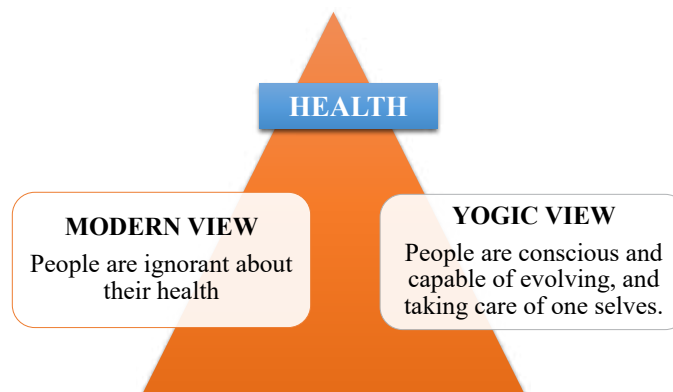 HEALTH
MODERN VIEW
People are ignorant about
their health
YOGIC VIEW
People are conscious and
capable of evolving, and
taking care of one selves.